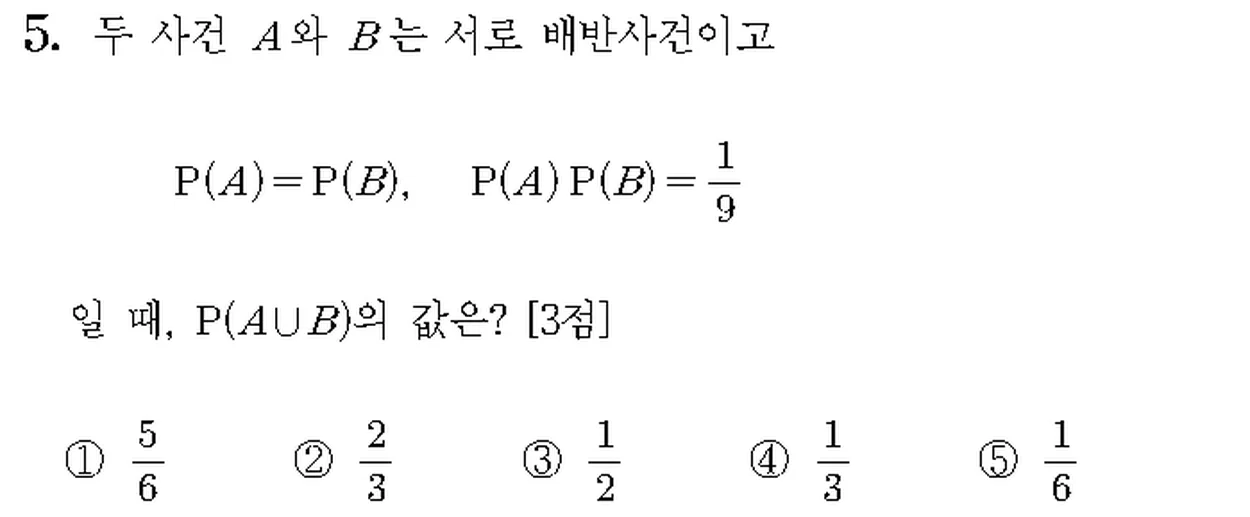 5. 두 사건 A와 B는 서로 배반사건이고
P(A)=P(B), P(A)P(B)=1/9
일 때, P(A∪B)의 값은? [3점]
① 5/6 ② 2/3 ③ 1/2 ④ 1/3 ⑤ 1/6